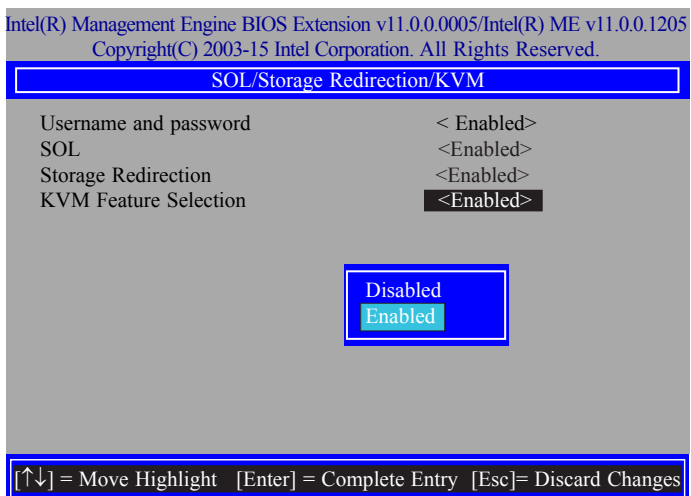 Intel(R) Management Engine BIOS Extension v11.0.0.0005/Intel(R) ME v11.0.0.1205
Copyright(C) 2003-15 Intel Corporation. All Rights Reserved.
SOL/Storage Redirection/KVM
Username and password < Enabled>
SOL <Enabled>
Storage Redirection <Enabled>
KVM Feature Selection <Enabled>
Disabled
Enabled
[↑↓] = Move Highlight [Enter] = Complete Entry [Esc]= Discard Changes